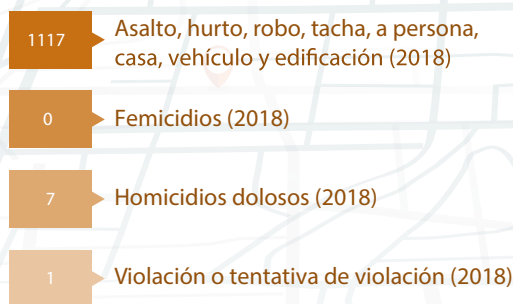 1117
Asalto, hurto, robo, tacha, a persona,
casa, vehículo y edificación (2018)
0
Femicidios (2018)
7
Homicidios dolosos (2018)
1
Violación o tentativa de violación (2018)